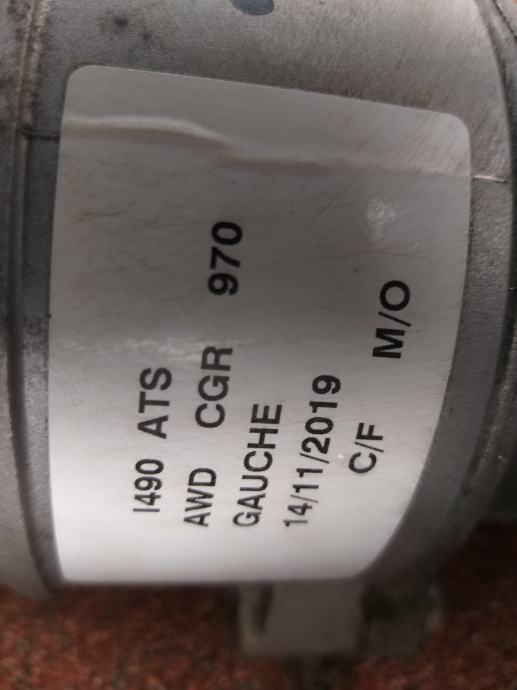 I490 ATS
AWD CGR 970
GAUCHE
14/11/2019
C/F M/O